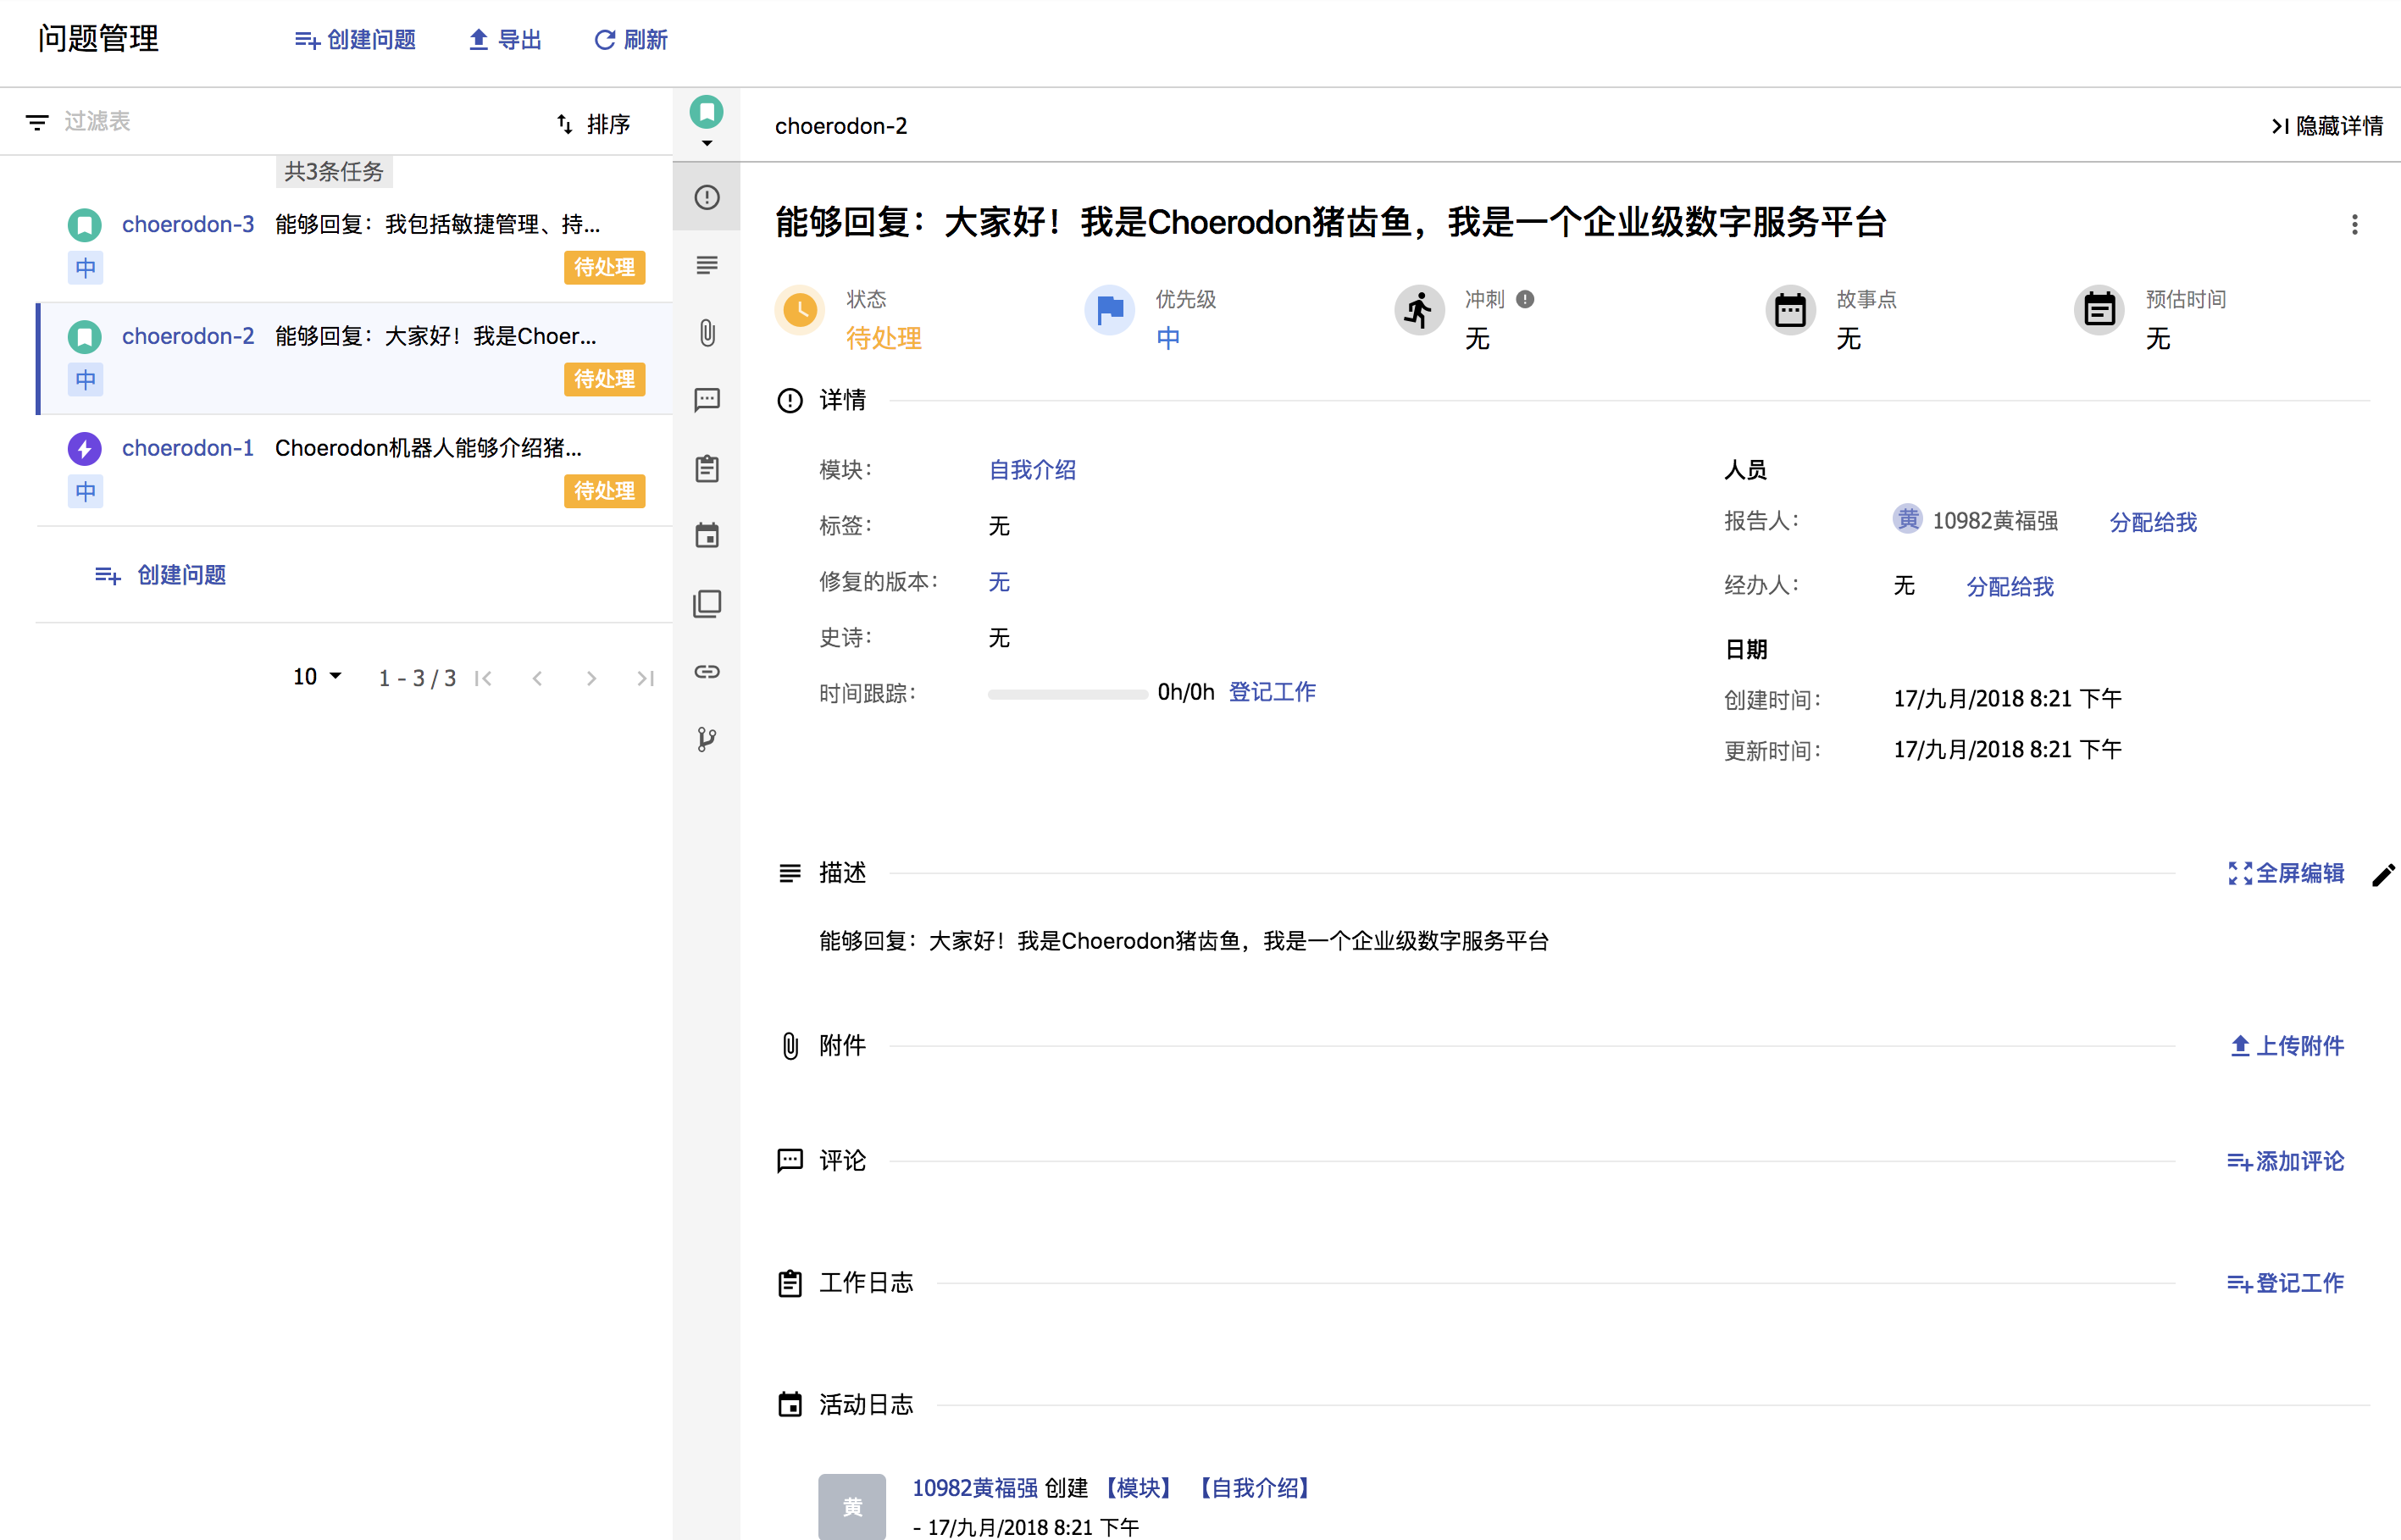 问题管理
创建问题
导出
刷新
过滤表
排序
共3条任务
choerodon-3 能够回复：我包括敏捷管理、持...
中 待处理
choerodon-2 能够回复：大家好！我是Choer...
中 待处理
choerodon-1 Choerodon机器人能够介绍猪...
中 待处理
创建问题
10 1 - 3 / 3
choerodon-2
隐藏详情
能够回复：大家好！我是Choerodon猪齿鱼，我是一个企业级数字服务平台
状态
待处理
优先级
中
冲刺
无
故事点
无
预估时间
无
详情
模块： 自我介绍
标签： 无
修复的版本： 无
史诗： 无
时间跟踪： 0h/0h 登记工作
人员
报告人： 黄 10982黄福强 分配给我
经办人： 无 分配给我
日期
创建时间： 17/九月/2018 8:21 下午
更新时间： 17/九月/2018 8:21 下午
描述
全屏编辑
能够回复：大家好！我是Choerodon猪齿鱼，我是一个企业级数字服务平台
附件
上传附件
评论
添加评论
工作日志
登记工作
活动日志
黄
10982黄福强 创建 【模块】 【自我介绍】
- 17/九月/2018 8:21 下午